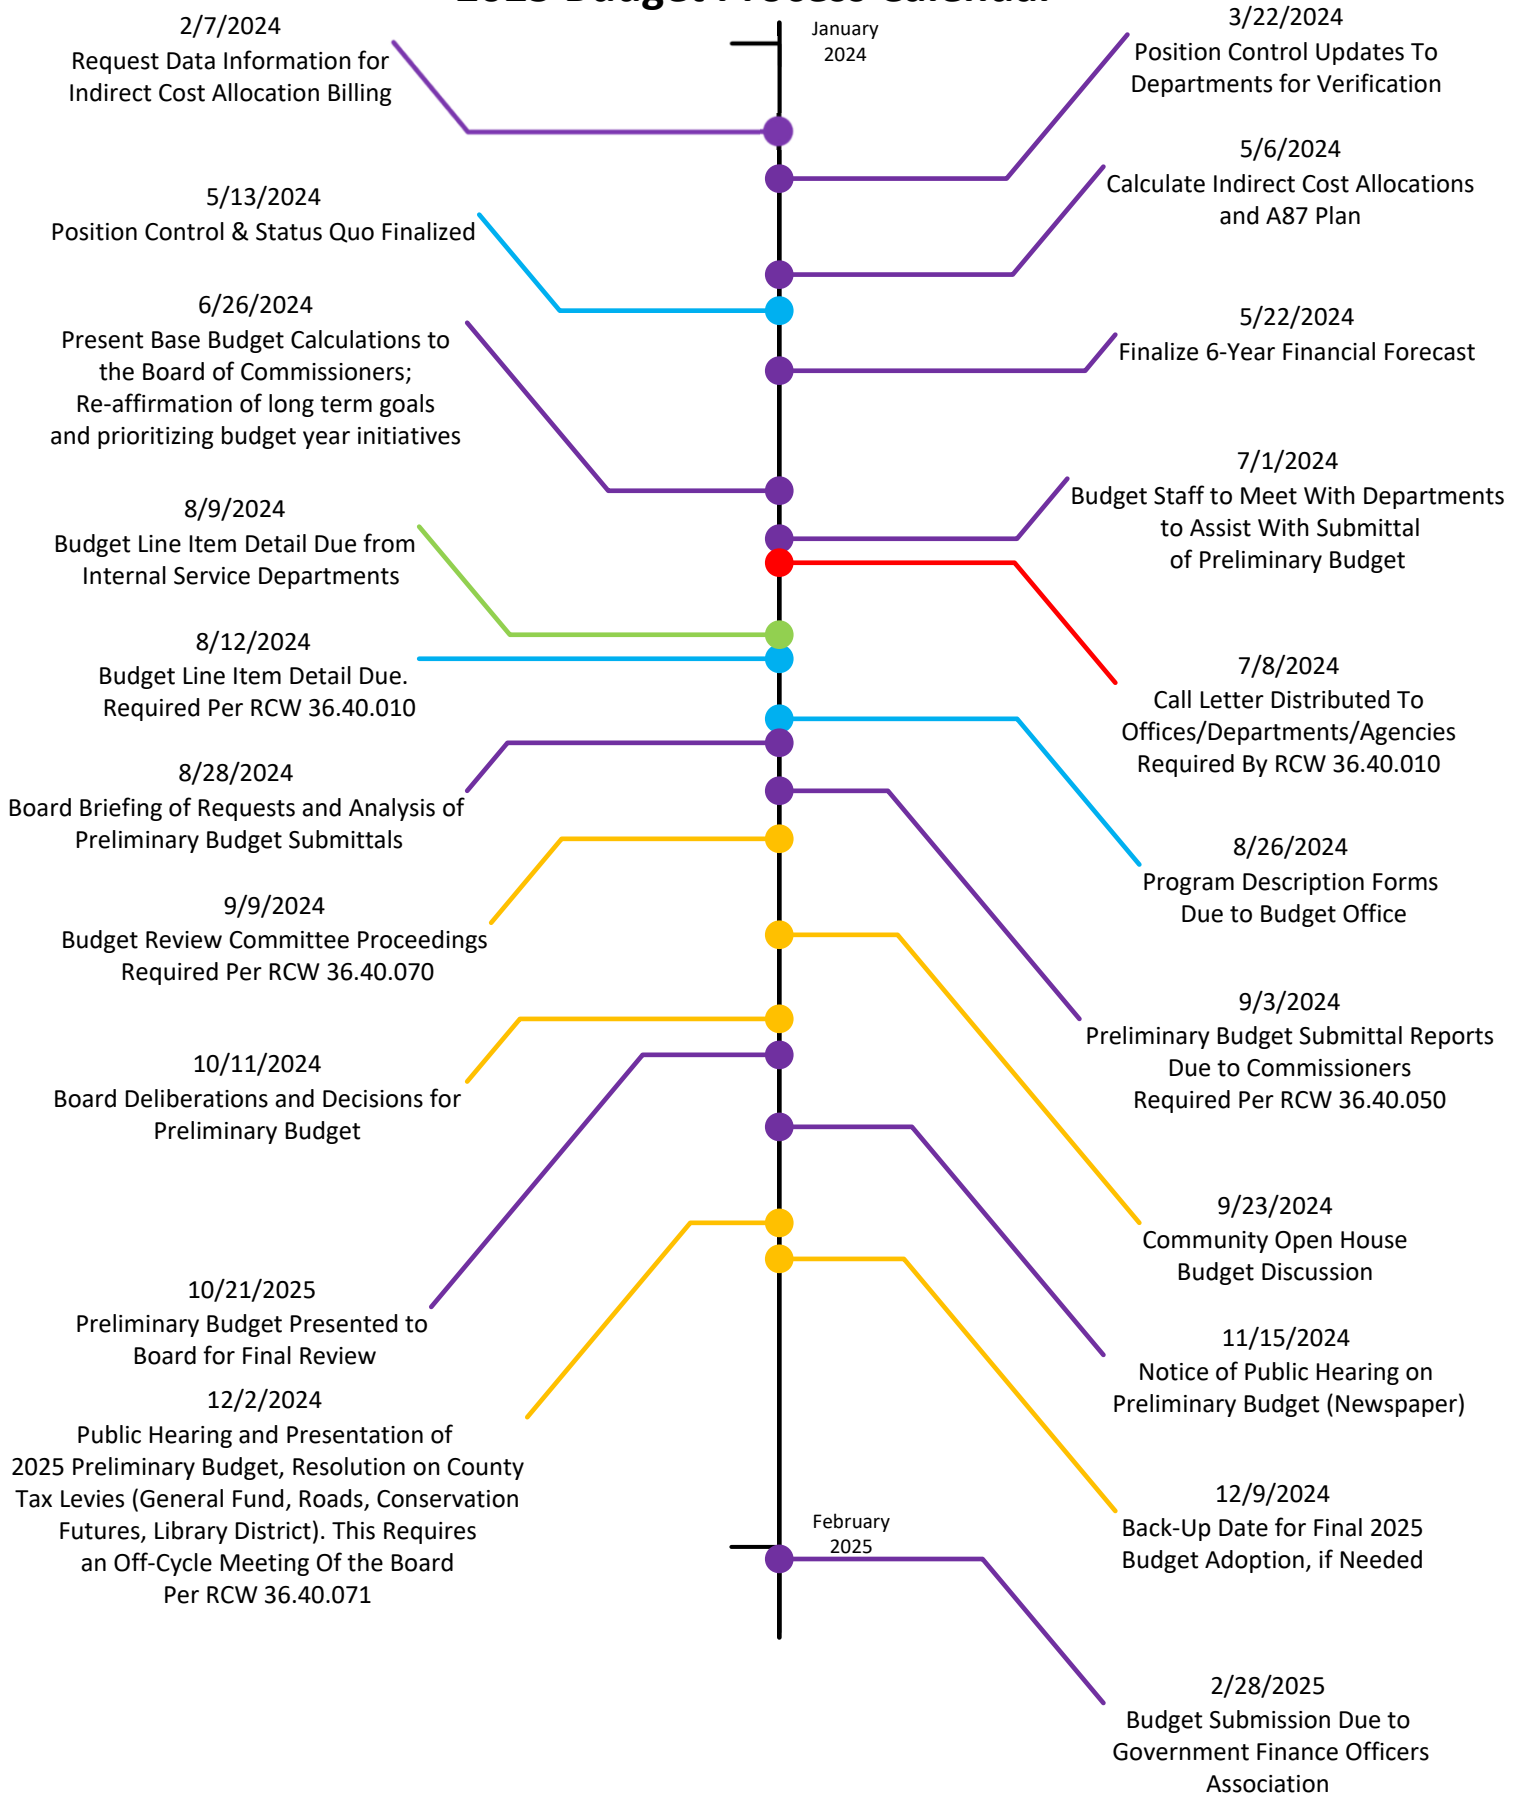 2025 Budget Process Calendar
January
2024
2/7/2024
Request Data Information for
Indirect Cost Allocation Billing
3/22/2024
Position Control Updates To
Departments for Verification
5/6/2024
Calculate Indirect Cost Allocations
and A87 Plan
5/13/2024
Position Control & Status Quo Finalized
5/22/2024
Finalize 6-Year Financial Forecast
6/26/2024
Present Base Budget Calculations to
the Board of Commissioners;
Re-affirmation of long term goals
and prioritizing budget year initiatives
7/1/2024
Budget Staff to Meet With Departments
to Assist With Submittal
of Preliminary Budget
7/8/2024
Call Letter Distributed To
Offices/Departments/Agencies
Required By RCW 36.40.010
8/9/2024
Budget Line Item Detail Due from
Internal Service Departments
8/12/2024
Budget Line Item Detail Due.
Required Per RCW 36.40.010
8/26/2024
Program Description Forms
Due to Budget Office
8/28/2024
Board Briefing of Requests and Analysis of
Preliminary Budget Submittals
9/3/2024
Preliminary Budget Submittal Reports
Due to Commissioners
Required Per RCW 36.40.050
9/9/2024
Budget Review Committee Proceedings
Required Per RCW 36.40.070
9/23/2024
Community Open House
Budget Discussion
10/11/2024
Board Deliberations and Decisions for
Preliminary Budget
10/21/2025
Preliminary Budget Presented to
Board for Final Review
11/15/2024
Notice of Public Hearing on
Preliminary Budget (Newspaper)
12/2/2024
Public Hearing and Presentation of
2025 Preliminary Budget, Resolution on County
Tax Levies (General Fund, Roads, Conservation
Futures, Library District). This Requires
an Off-Cycle Meeting Of the Board
Per RCW 36.40.071
12/9/2024
Back-Up Date for Final 2025
Budget Adoption, if Needed
February
2025
2/28/2025
Budget Submission Due to
Government Finance Officers
Association